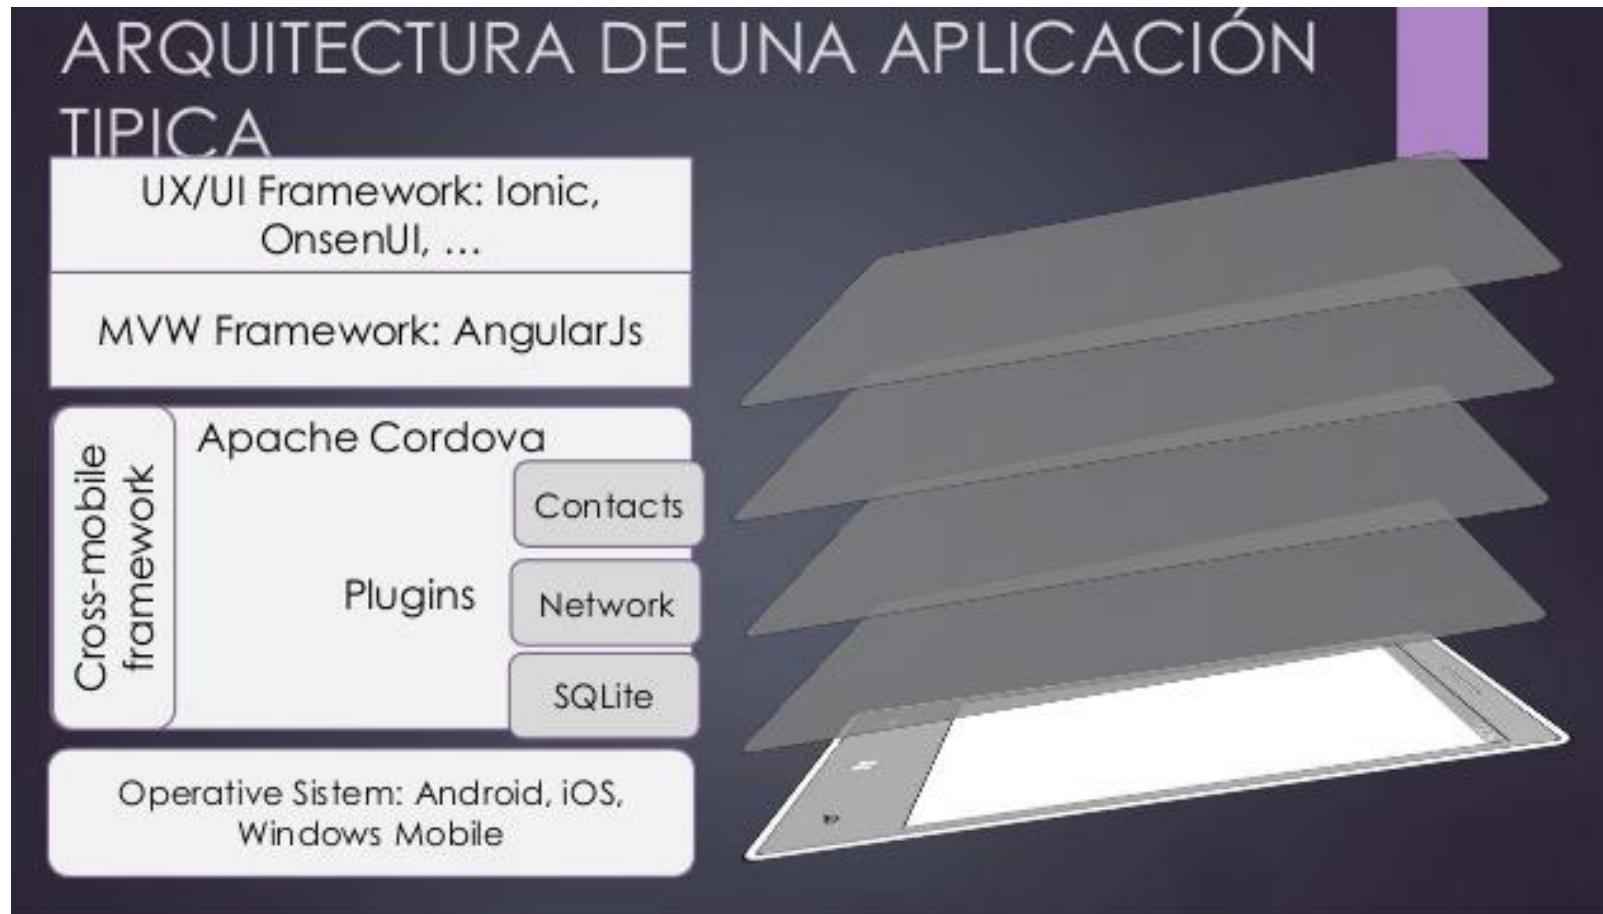 ARQUITECTURA DE UNA APLICACIÓN
TIPICA
UX/UI Framework: Ionic,
OnsenUI, ...
MVW Framework: AngularJs
Cross-mobile
framework
Apache Cordova
Plugins
Contacts
Network
SQLite
Operative Sistem: Android, iOS,
Windows Mobile